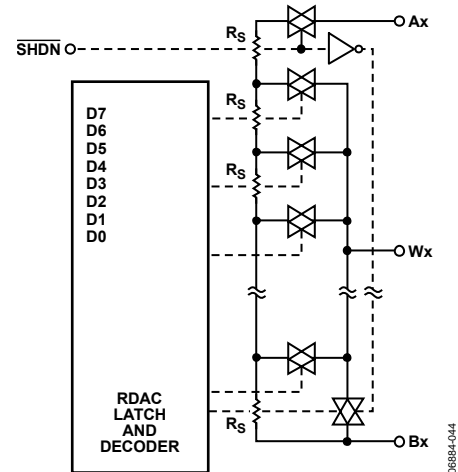 Ax
RS
SHDN
RS
D7
D6
D5
D4
D3
D2
D1
D0
RS
Wx
RDAC
LATCH
AND
DECODER
RS
Bx
06884-044